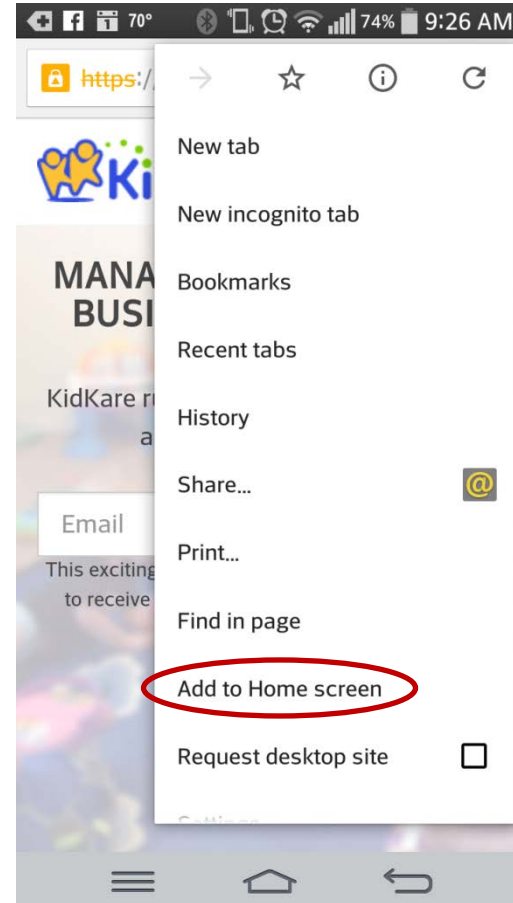 70° 74% 9:26 AM
https:/
Ki
New tab
New incognito tab
MANA
BUSI
Bookmarks
Recent tabs
KidKare
a
History
Share...
@
Email
Print...
This exciting
to receive
Find in page
Add to Home screen
Request desktop site